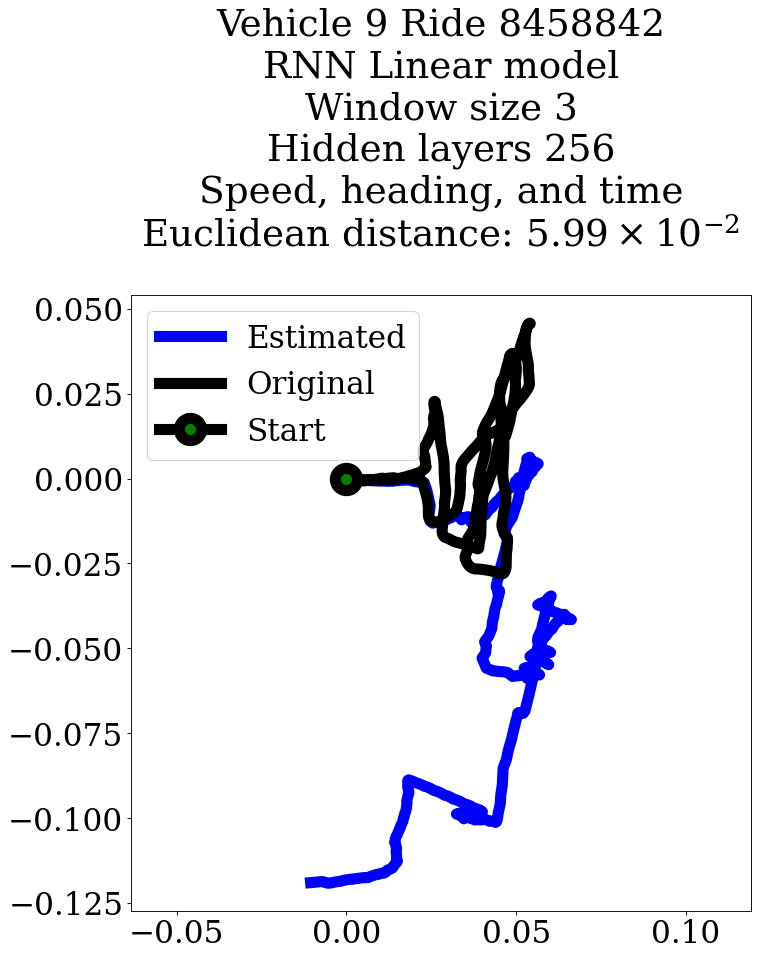 Vehicle 9 Ride 8458842
RNN Linear model
Window size 3
Hidden layers 256
Speed, heading, and time
Euclidean distance: 5.99 × 10⁻²
Estimated
Original
Start
0.050
0.025
0.000
−0.025
−0.050
−0.075
−0.100
−0.125
−0.05
0.00
0.05
0.10